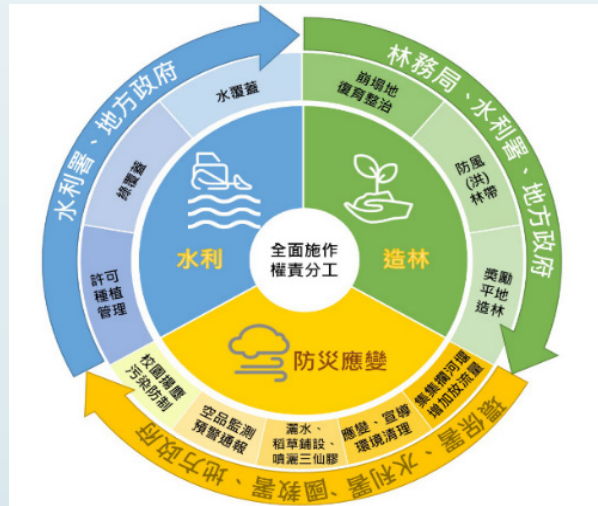 水利署、地方政府
水覆蓋
綠覆蓋
許可
種植
管理
水利
林務局、水利署、地方政府
崩塌地
復育整治
防風
(洪)
林帶
獎勵
平地
造林
造林
全面施作
權責分工
防災應變
校園揚塵
污染防制
空品監測
預警通報
灑水、
稻草鋪設、
噴灑三仙膠
應變、宣導
環境清理
集集攔河堰
增加放流量
環保署、水利署、國教署、地方政府